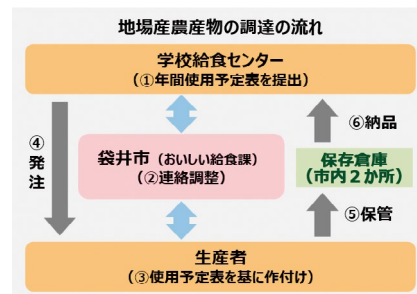 地場産農産物の調達の流れ
学校給食センター
（①年間使用予定表を提出）
④
発
注
袋井市（おいしい給食課）
（②連絡調整）
⑥納品
保存倉庫
（市内２か所）
⑤保管
生産者
（③使用予定表を基に作付け）